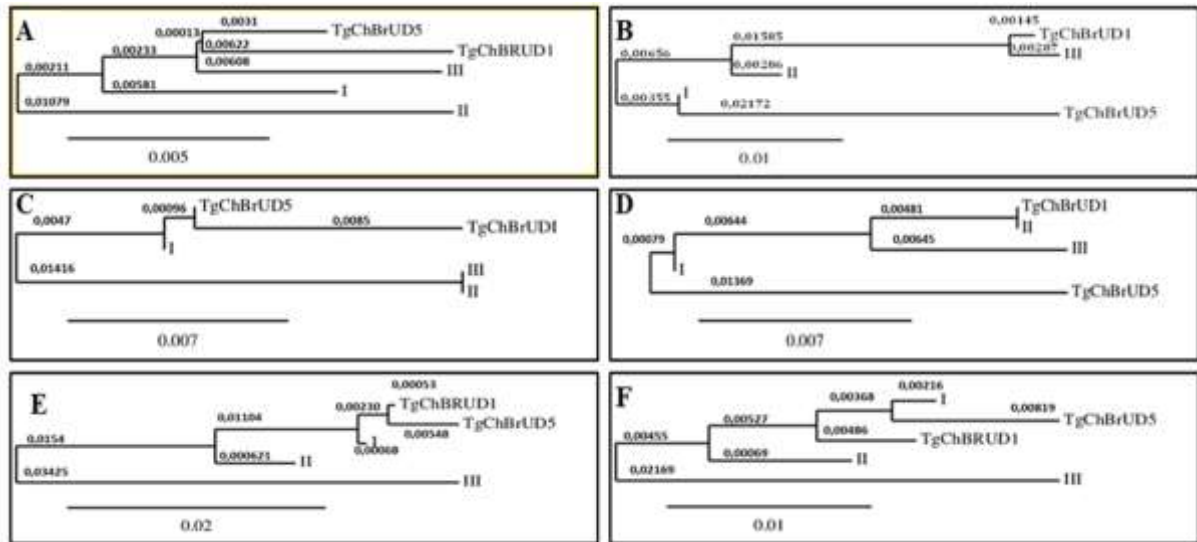 A
0,0031
0,00013
TgChBrUD5
0,00233
0,00622
TgChBRUD1
0,00211
0,00608
III
0,00581
I
0,01079
II
0.005
B
0,00145
0,01585
TgChBrUD1
0,00656
0,00287
III
0,00286
II
I
0,00355
0,02172
TgChBrUD5
0.01
C
0,00096
TgChBrUD5
0,0047
0,0085
TgChBrUDI
I
0,01416
III
II
0.007
D
0,00481
TgChBrUD1
0,00644
II
0,00079
0,00645
III
I
0,01369
TgChBrUD5
0.007
E
0,00053
0,00230
TgChBRUD1
0,01104
TgChBrUD5
0,0154
0,00548
I
0,00068
0,000621
II
0,03425
III
0.02
F
0,00216
0,00368
I
0,00819
0,00527
TgChBrUD5
0,00455
0,00486
TgChBRUD1
0,00069
II
0,02169
III
0.01